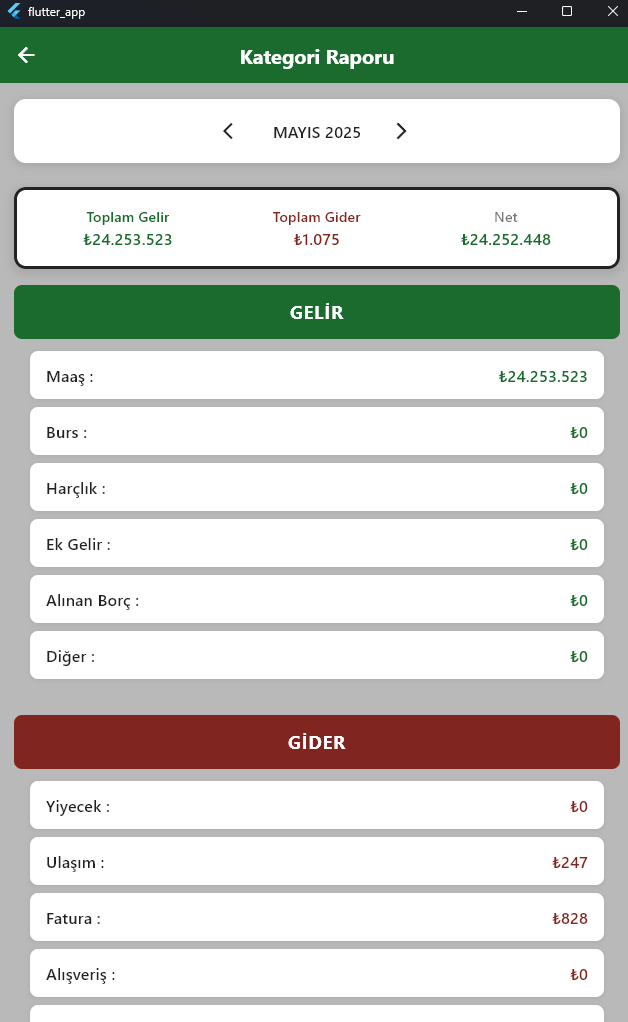 flutter_app
Kategori Raporu
MAYIS 2025
Toplam Gelir Toplam Gider Net
₺24.253.523 ₺1.075 ₺24.252.448
GELİR
Maaş : ₺24.253.523
Burs : ₺0
Harçlık : ₺0
Ek Gelir : ₺0
Alınan Borç : ₺0
Diğer : ₺0
GİDER
Yiyecek : ₺0
Ulaşım : ₺247
Fatura : ₺828
Alışveriş : ₺0